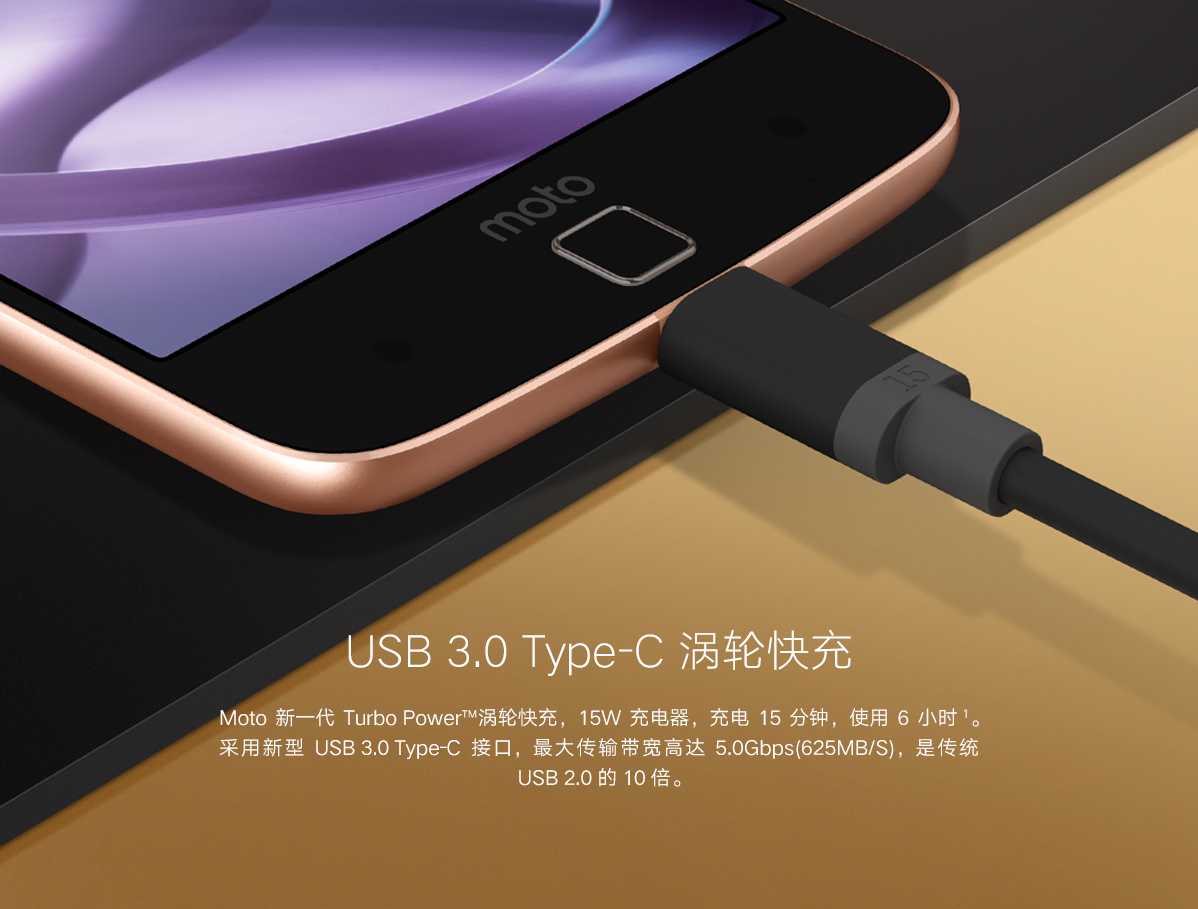 moto
15
USB 3.0 Type-C 涡轮快充
Moto 新一代 Turbo Power™涡轮快充，15W 充电器，充电 15 分钟，使用 6 小时¹。
采用新型 USB 3.0 Type-C 接口，最大传输带宽高达 5.0Gbps(625MB/S)，是传统
USB 2.0 的 10 倍。